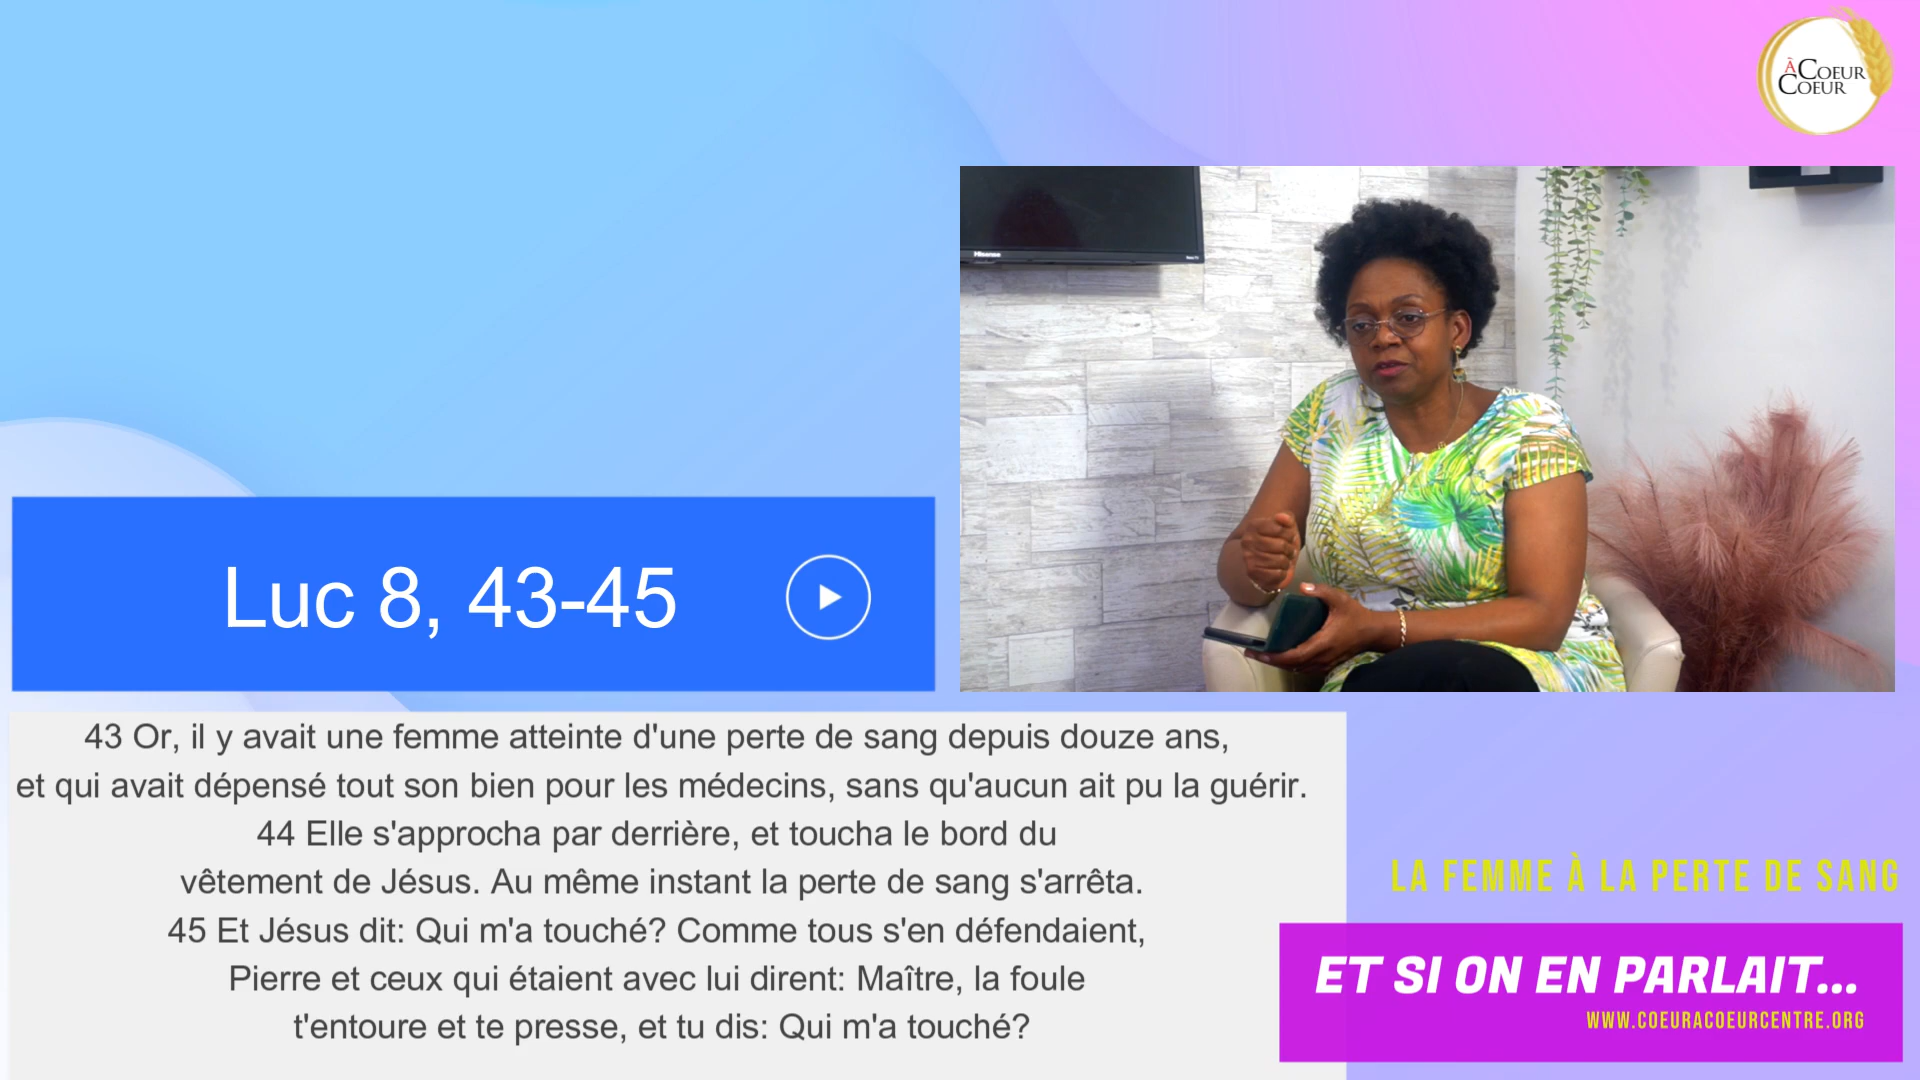 À COEUR
COEUR
Hisense
Luc 8, 43-45
43 Or, il y avait une femme atteinte d'une perte de sang depuis douze ans,
et qui avait dépensé tout son bien pour les médecins, sans qu'aucun ait pu la guérir.
44 Elle s'approcha par derrière, et toucha le bord du
vêtement de Jésus. Au même instant la perte de sang s'arrêta.
45 Et Jésus dit: Qui m'a touché? Comme tous s'en défendaient,
Pierre et ceux qui étaient avec lui dirent: Maître, la foule
t'entoure et te presse, et tu dis: Qui m'a touché?
LA FEMME À LA PERTE DE SANG
ET SI ON EN PARLAIT...
WWW.COEURACOEURCENTRE.ORG